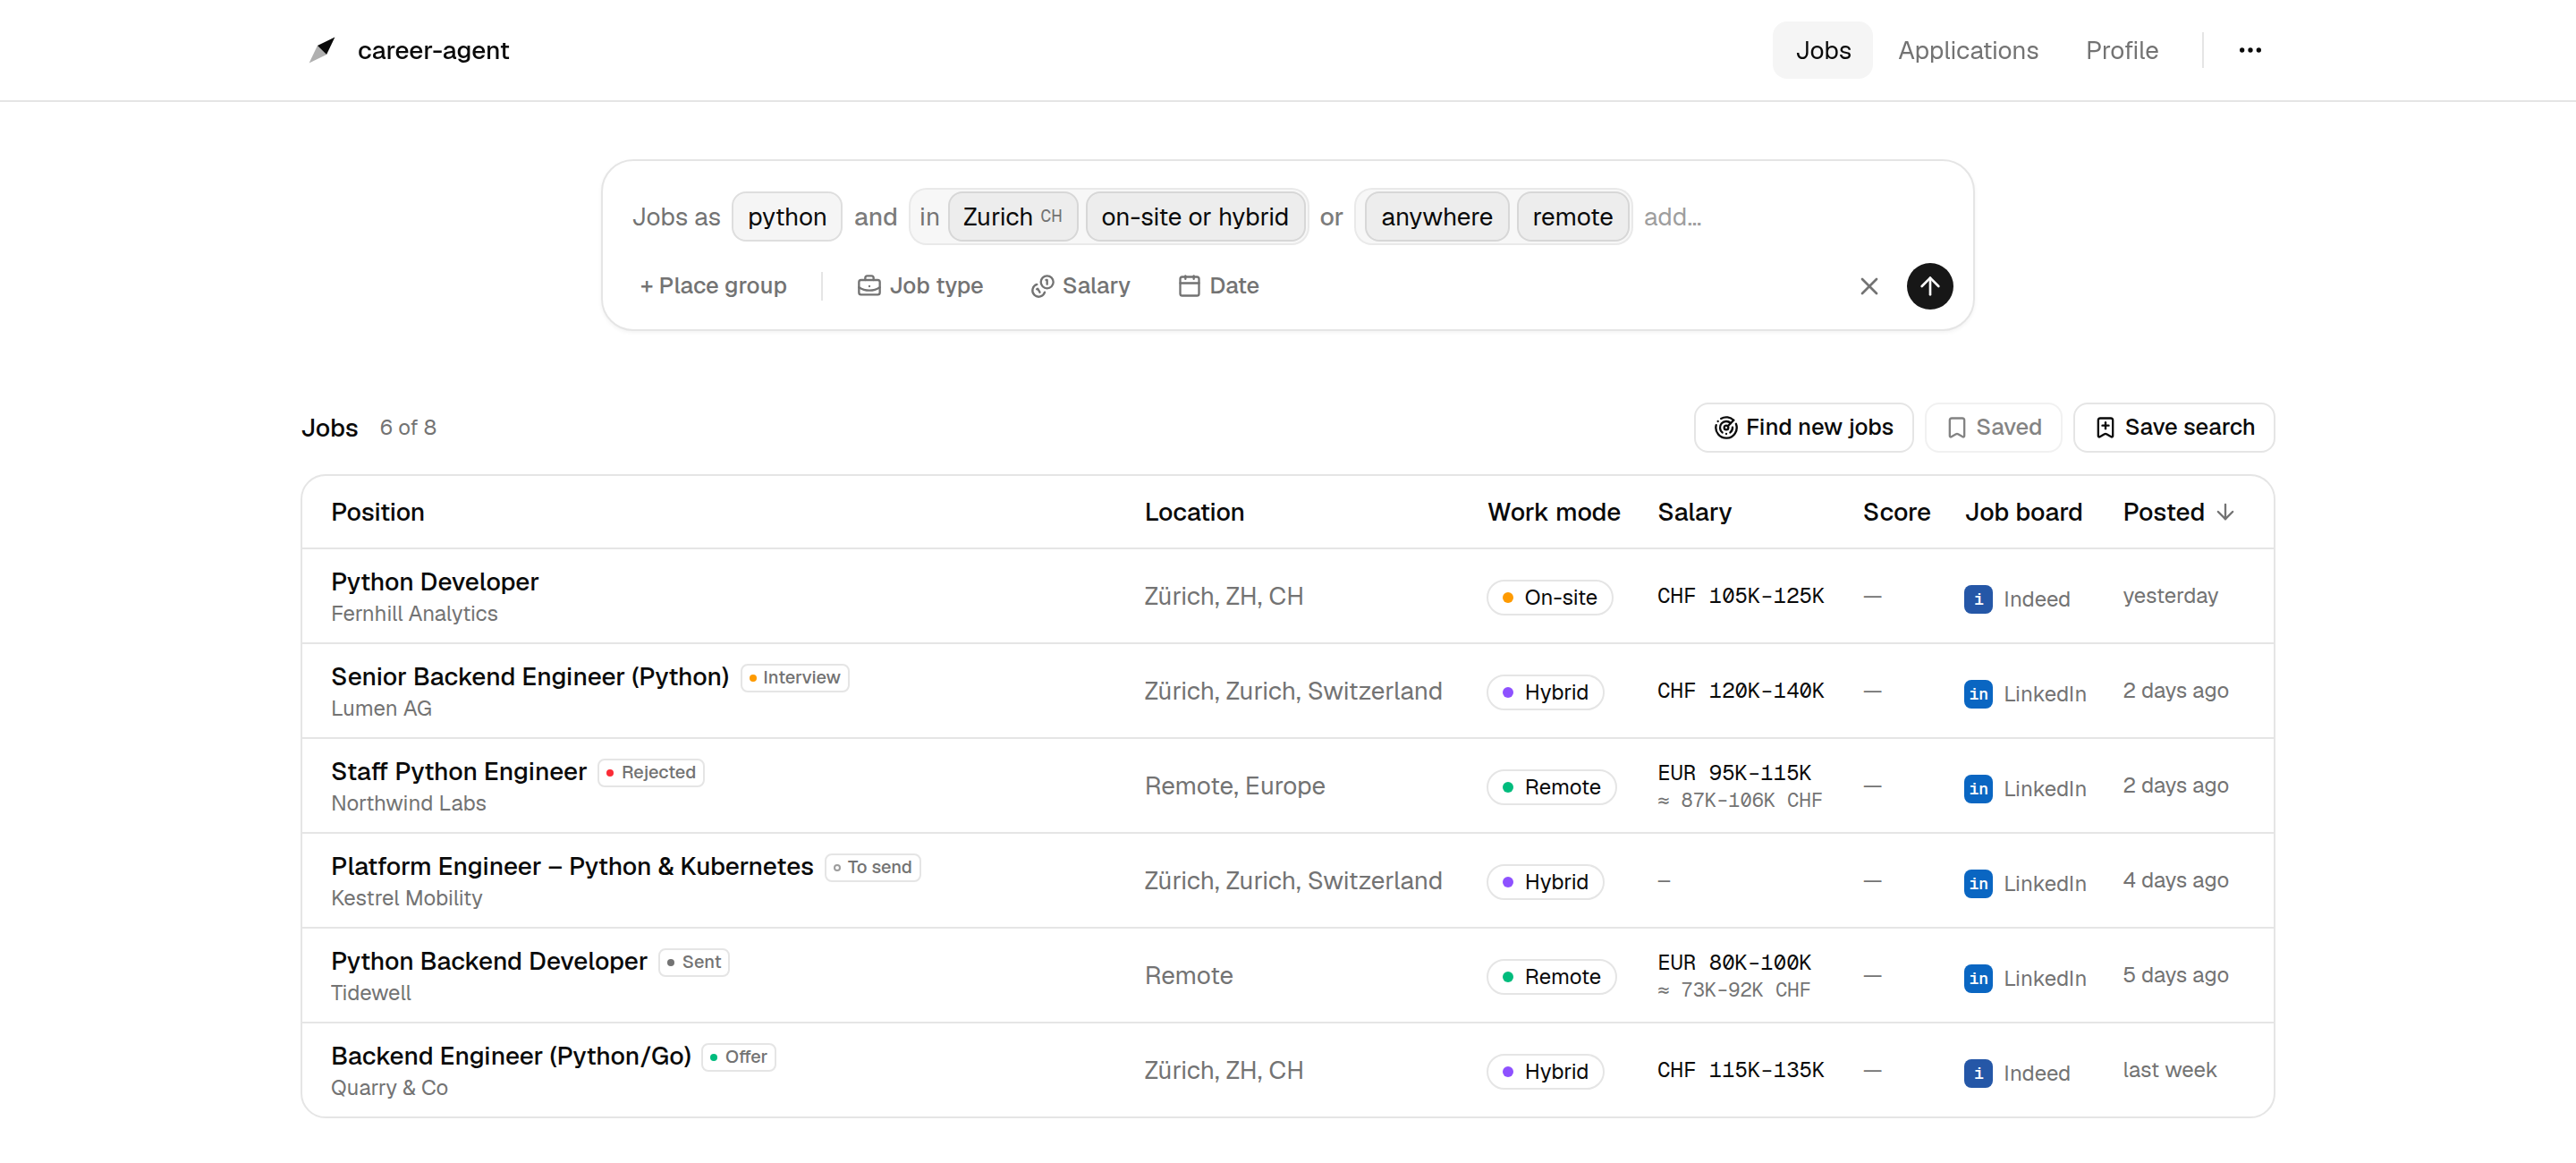 career-agent
Jobs Applications Profile
Jobs as python and in Zurich CH on-site or hybrid or anywhere remote add...
+ Place group Job type Salary Date
Jobs 6 of 8
Find new jobs Saved Save search
Position Location Work mode Salary Score Job board Posted ↓
Python Developer
Fernhill Analytics
Zürich, ZH, CH On-site CHF 105K–125K — i Indeed yesterday
Senior Backend Engineer (Python) Interview
Lumen AG
Zürich, Zurich, Switzerland Hybrid CHF 120K–140K — in LinkedIn 2 days ago
Staff Python Engineer Rejected
Northwind Labs
Remote, Europe Remote EUR 95K–115K
≈ 87K–106K CHF
— in LinkedIn 2 days ago
Platform Engineer – Python & Kubernetes To send
Kestrel Mobility
Zürich, Zurich, Switzerland Hybrid – — in LinkedIn 4 days ago
Python Backend Developer Sent
Tidewell
Remote Remote EUR 80K–100K
≈ 73K–92K CHF
— in LinkedIn 5 days ago
Backend Engineer (Python/Go) Offer
Quarry & Co
Zürich, ZH, CH Hybrid CHF 115K–135K — i Indeed last week